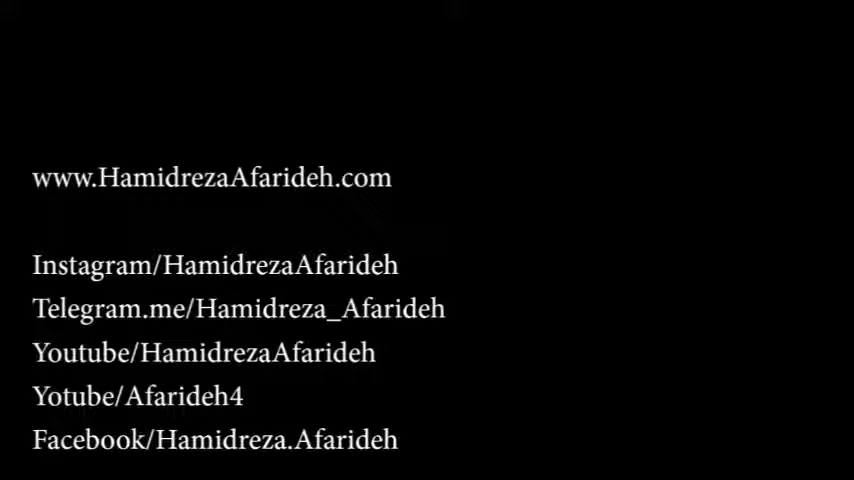 www.HamidrezaAfarideh.com
Instagram/HamidrezaAfarideh
Telegram.me/Hamidreza_Afarideh
Youtube/HamidrezaAfarideh
Yotube/Afarideh4
Facebook/Hamidreza.Afarideh